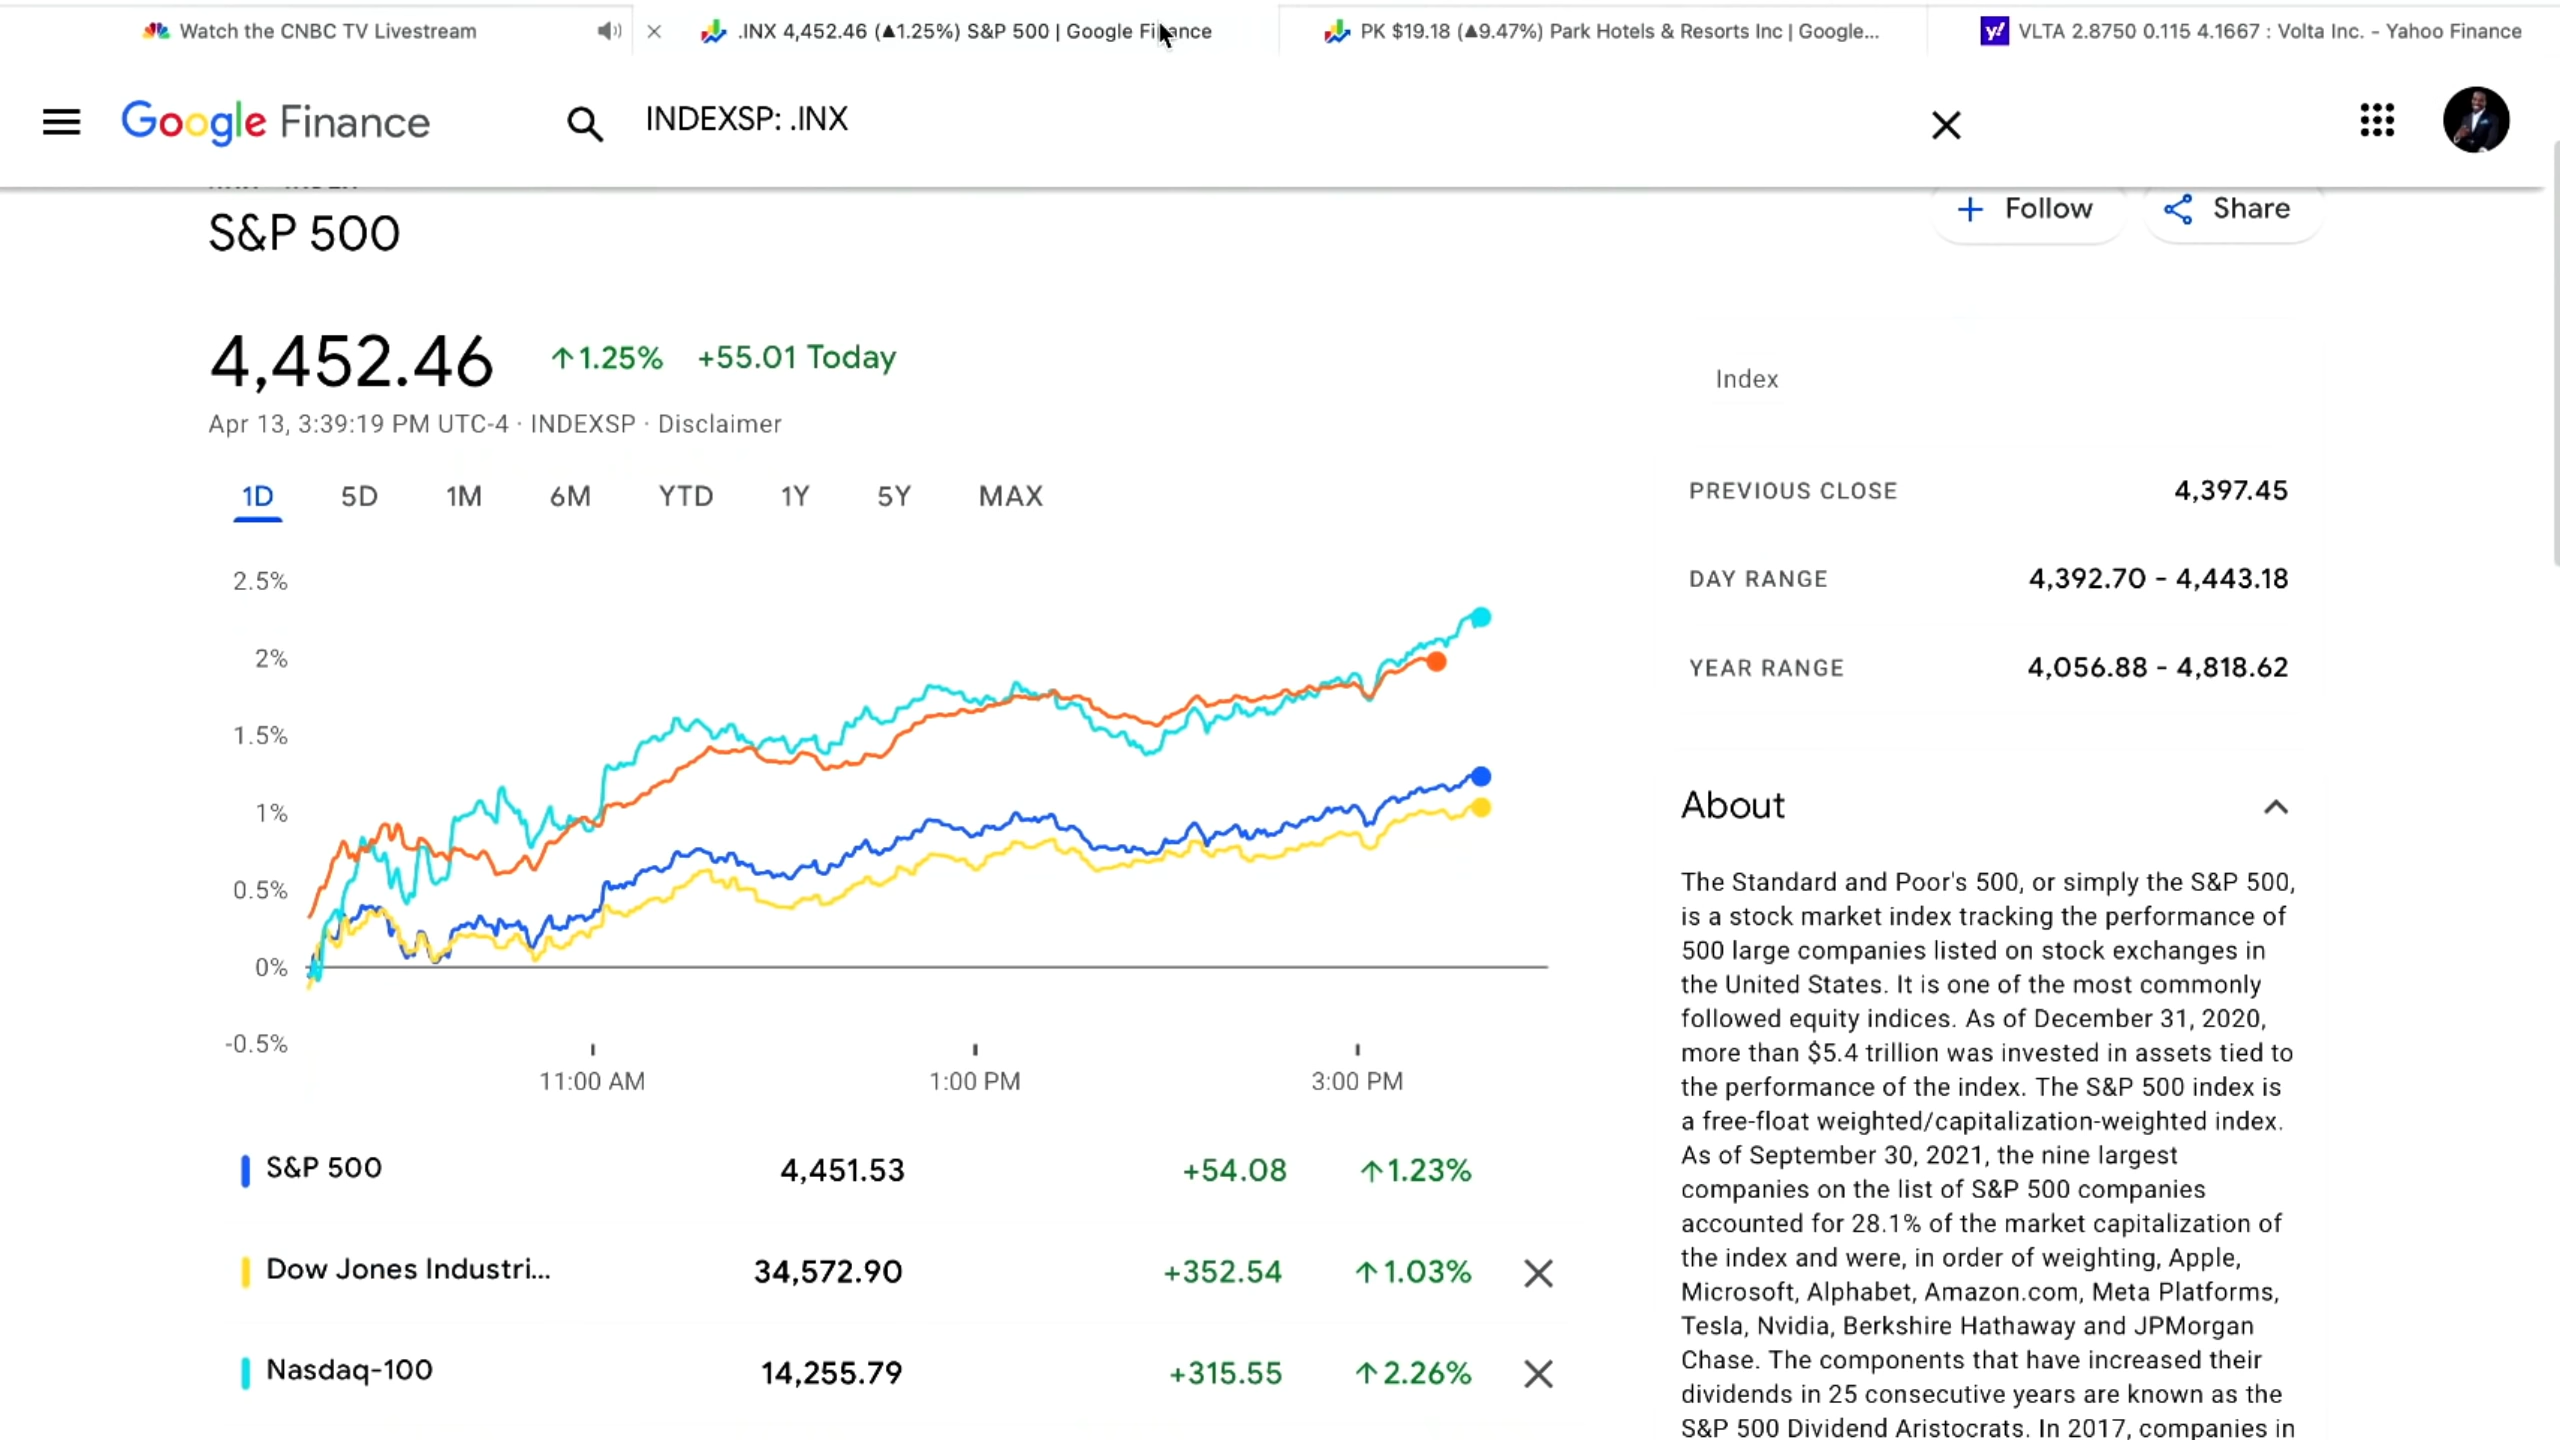 Watch the CNBC TV Livestream
.INX 4,452.46 (▲1.25%) S&P 500 | Google Finance
PK $19.18 (▲9.47%) Park Hotels & Resorts Inc | Google...
y! VLTA 2.8750 0.115 4.1667 : Volta Inc. - Yahoo Finance
Google Finance
INDEXSP: .INX
S&P 500
Follow
Share
4,452.46
↑1.25% +55.01 Today
Apr 13, 3:39:19 PM UTC-4 · INDEXSP · Disclaimer
1D 5D 1M 6M YTD 1Y 5Y MAX
2.5%
2%
1.5%
1%
0.5%
0%
-0.5%
11:00 AM 1:00 PM 3:00 PM
S&P 500 4,451.53 +54.08 ↑1.23%
Dow Jones Industri... 34,572.90 +352.54 ↑1.03%
Nasdaq-100 14,255.79 +315.55 ↑2.26%
Index
PREVIOUS CLOSE 4,397.45
DAY RANGE 4,392.70 - 4,443.18
YEAR RANGE 4,056.88 - 4,818.62
About
The Standard and Poor's 500, or simply the S&P 500,
is a stock market index tracking the performance of
500 large companies listed on stock exchanges in
the United States. It is one of the most commonly
followed equity indices. As of December 31, 2020,
more than $5.4 trillion was invested in assets tied to
the performance of the index. The S&P 500 index is
a free-float weighted/capitalization-weighted index.
As of September 30, 2021, the nine largest
companies on the list of S&P 500 companies
accounted for 28.1% of the market capitalization of
the index and were, in order of weighting, Apple,
Microsoft, Alphabet, Amazon.com, Meta Platforms,
Tesla, Nvidia, Berkshire Hathaway and JPMorgan
Chase. The components that have increased their
dividends in 25 consecutive years are known as the
S&P 500 Dividend Aristocrats. In 2017, companies in